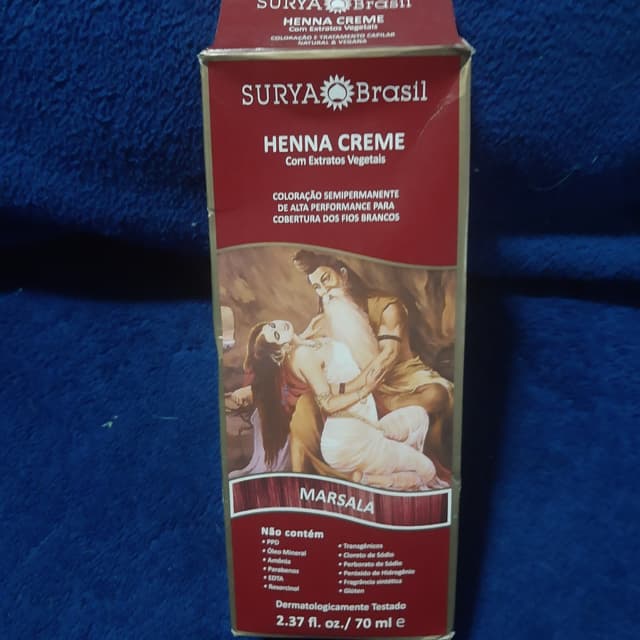 SURYA Brasil
HENNA CREME
Com Extratos Vegetais
COLORAÇÃO E TRATAMENTO CAPILAR
NATURAL & VEGANA
SURYA Brasil
HENNA CREME
Com Extratos Vegetais
COLORAÇÃO SEMIPERMANENTE
DE ALTA PERFORMANCE PARA
COBERTURA DOS FIOS BRANCOS
MARSALA
Não contém
• PPD
• Óleo Mineral
• Amônia
• Parabenos
• EDTA
• Resorcinol
• Transgênicos
• Cloreto de Sódio
• Perborato de Sódio
• Peróxido de Hidrogênio
• Fragrância sintética
• Glúten
Dermatologicamente Testado
2.37 fl. oz./ 70 ml e